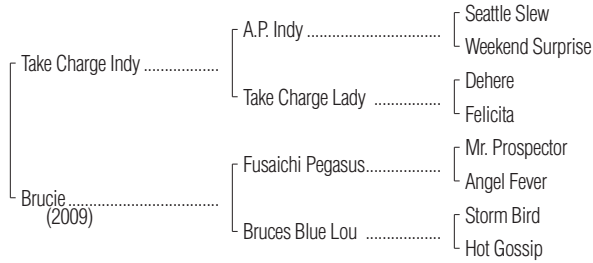 Seattle Slew
A.P. Indy ........................................
Weekend Surprise
Take Charge Indy ..................
Dehere
Take Charge Lady ................
Felicita
Mr. Prospector
Fusaichi Pegasus..................
Angel Fever
Brucie.....................................
(2009)
Storm Bird
Bruces Blue Lou ..................
Hot Gossip